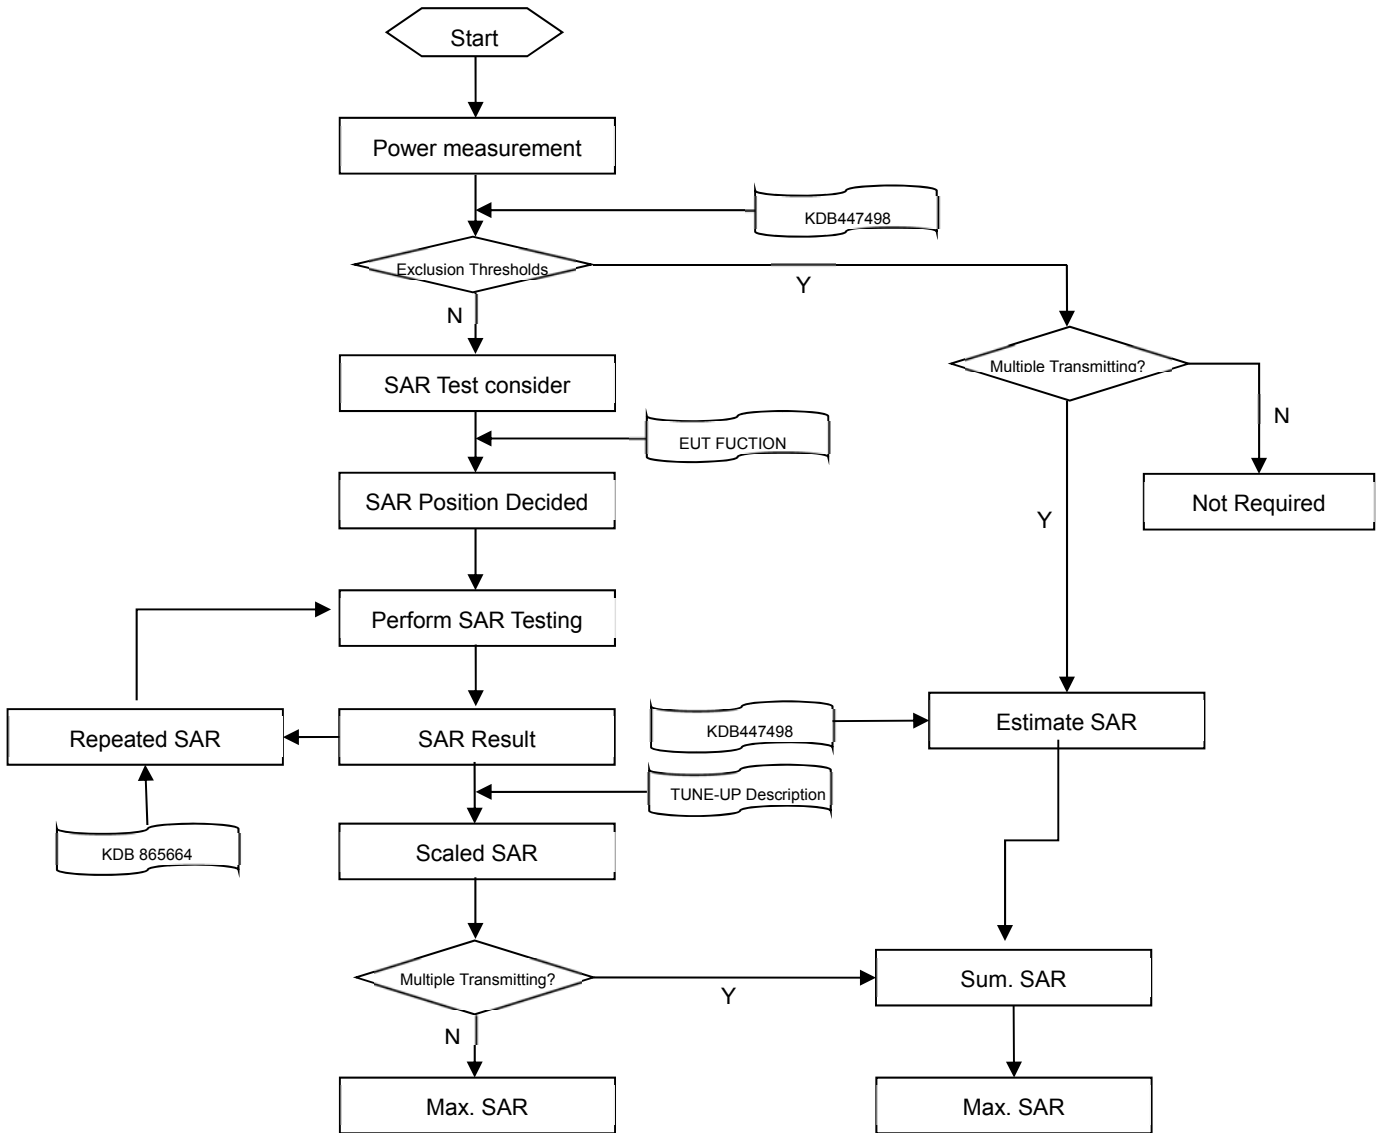 Start
Power measurement
KDB447498
Exclusion Thresholds
Y
N
Multiple Transmitting?
SAR Test consider
N
EUT FUCTION
SAR Position Decided
Not Required
Y
Perform SAR Testing
Repeated SAR
SAR Result
KDB447498
Estimate SAR
TUNE-UP Description
KDB 865664
Scaled SAR
Multiple Transmitting?
Y
Sum. SAR
N
Max. SAR
Max. SAR